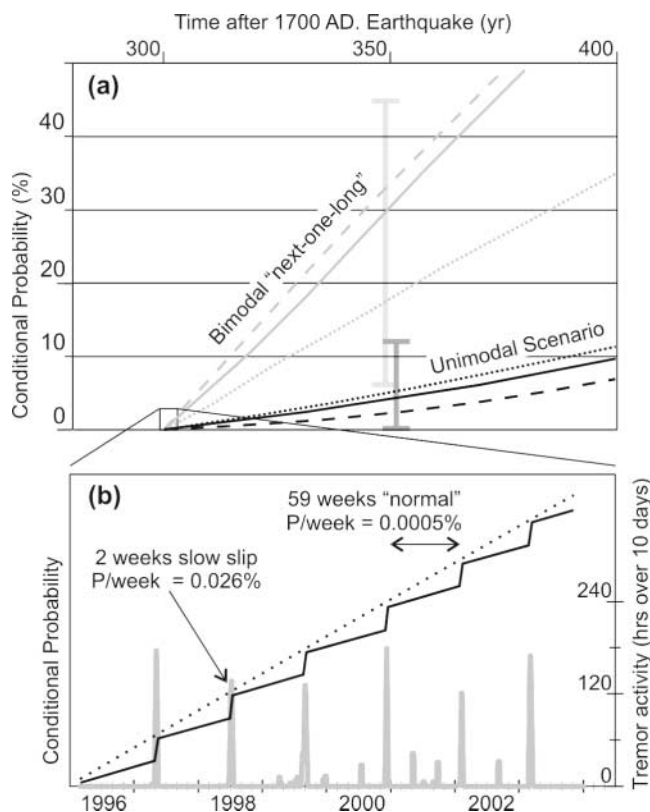 Time after 1700 AD. Earthquake (yr)
300 350 400
(a)
Conditional Probability (%)
40
30
20
10
0
Bimodal "next-one-long"
Unimodal Scenario
(b)
59 weeks "normal"
P/week = 0.0005%
2 weeks slow slip
P/week = 0.026%
Conditional Probability
Tremor activity (hrs over 10 days)
240
120
0
1996 1998 2000 2002